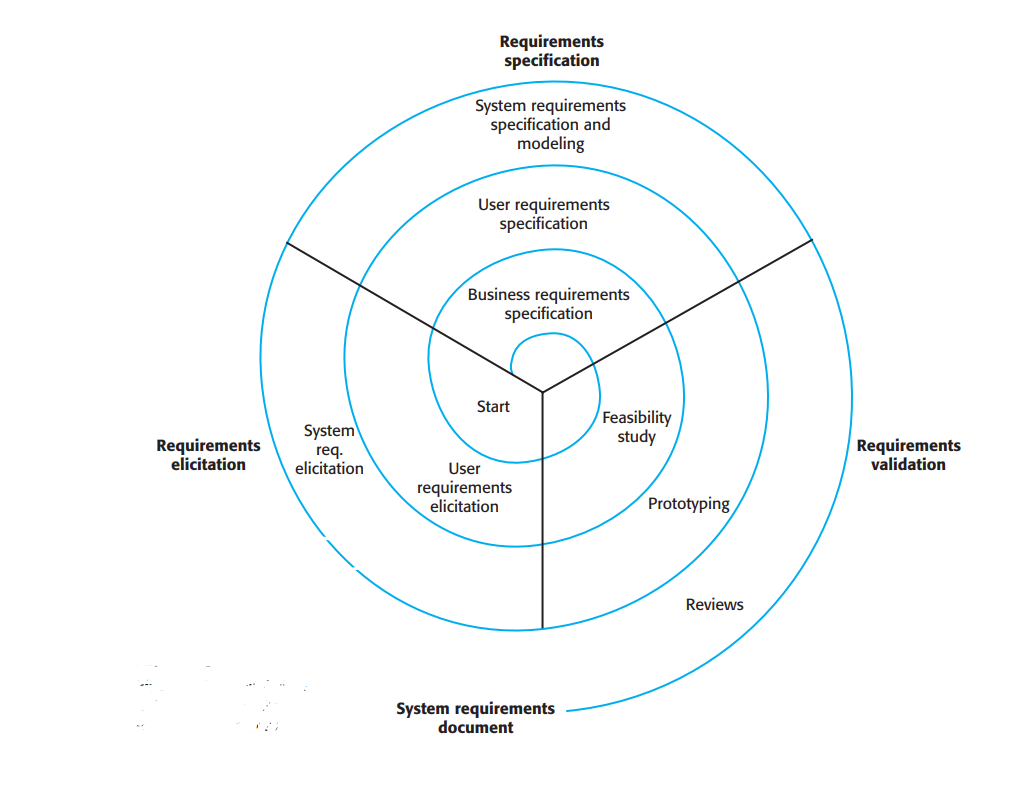 Requirements
specification
System requirements
specification and
modeling
User requirements
specification
Business requirements
specification
Start
Feasibility
study
System
req.
elicitation
User
requirements
elicitation
Requirements
elicitation
Requirements
validation
Prototyping
Reviews
System requirements
document